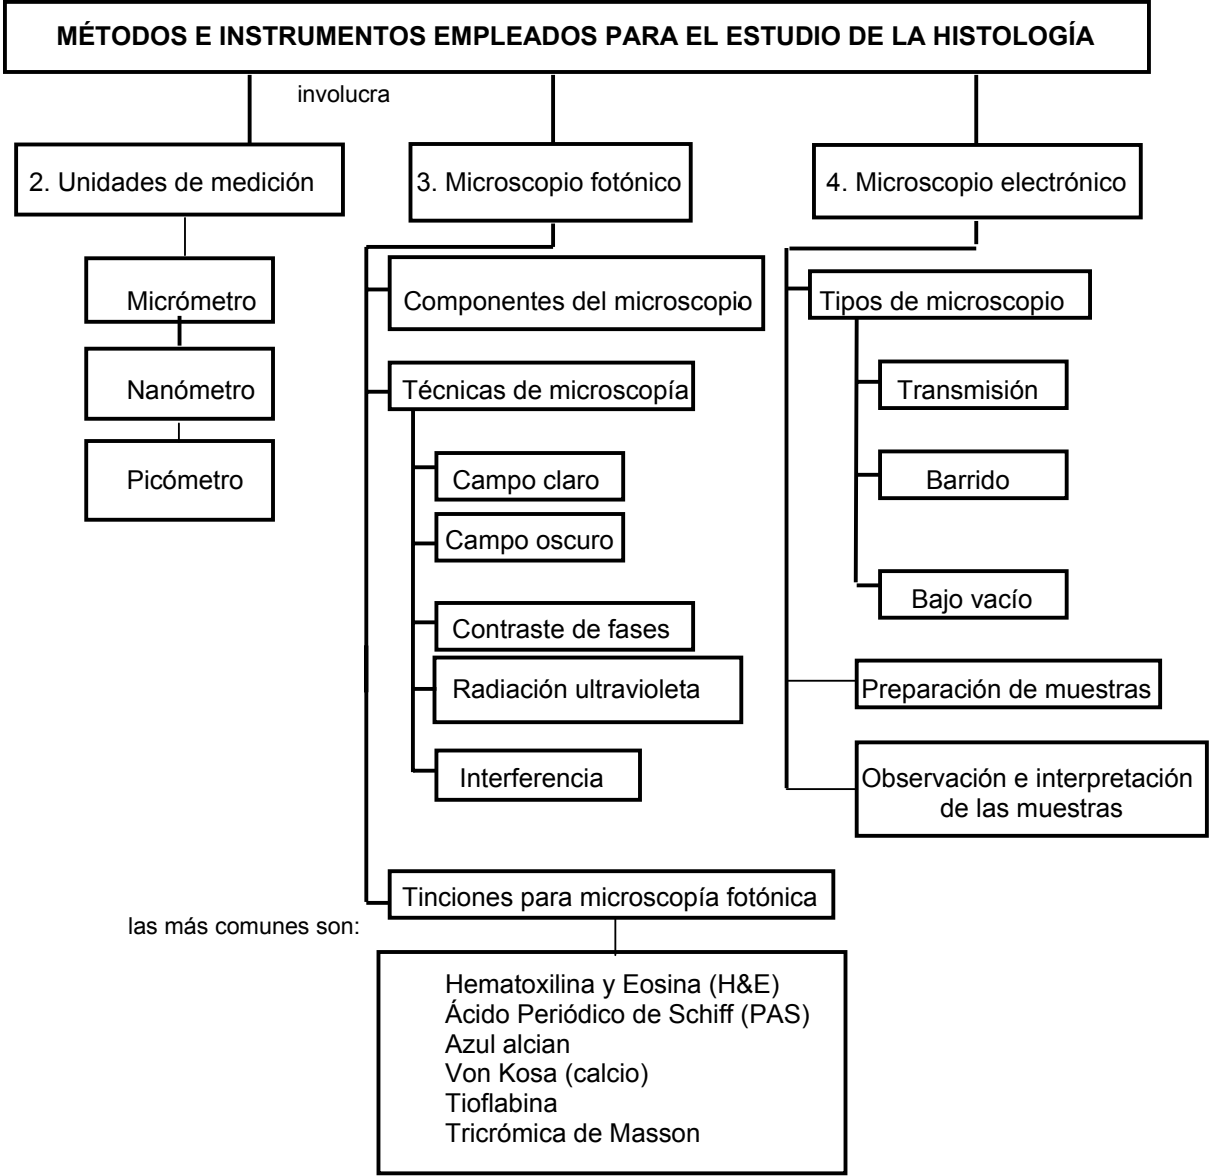 MÉTODOS E INSTRUMENTOS EMPLEADOS PARA EL ESTUDIO DE LA HISTOLOGÍA
involucra
2. Unidades de medición
Micrómetro
Nanómetro
Picómetro
3. Microscopio fotónico
Componentes del microscopio.
Técnicas de microscopía
Campo claro
Campo oscuro
Contraste de fases
Radiación ultravioleta
Interferencia
Tinciones para microscopía fotónica
las más comunes son:
Hematoxilina y Eosina (H&E)
Ácido Periódico de Schiff (PAS)
Azul alcian
Von Kosa (calcio)
Tioflabina
Tricrómica de Masson
4. Microscopio electrónico
Tipos de microscopio
Transmisión
Barrido
Bajo vacío
Preparación de muestras
Observación e interpretación
de las muestras